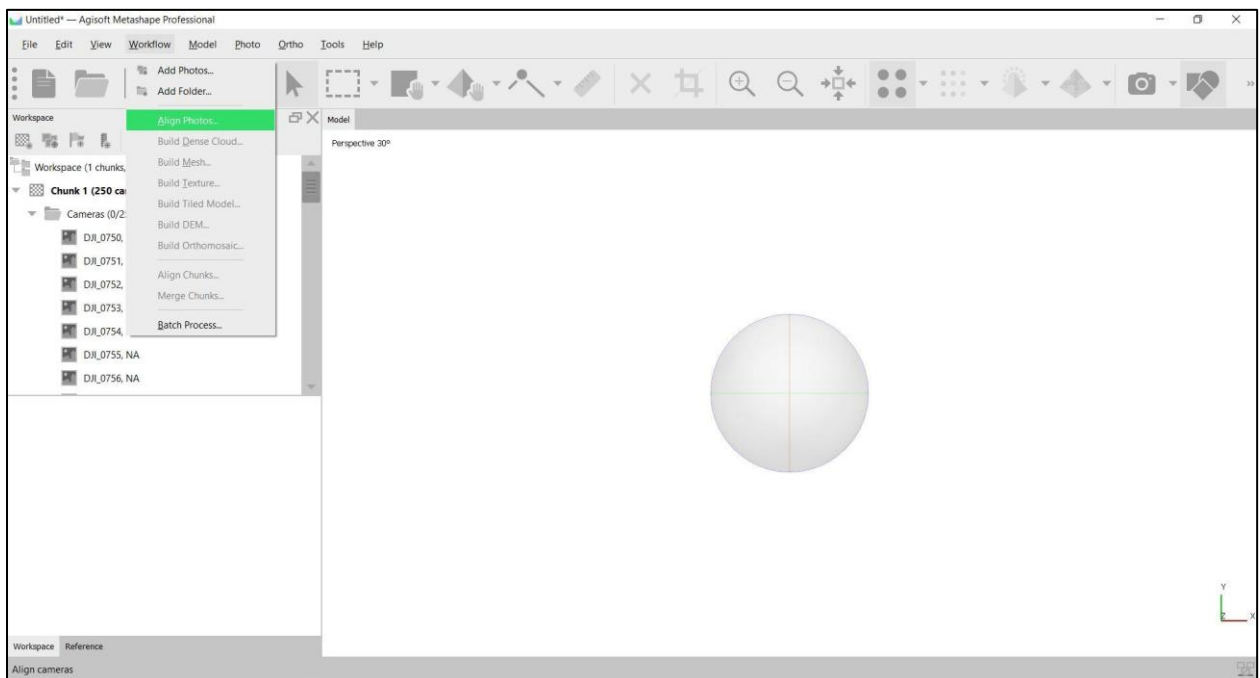 Untitled* — Agisoft Metashape Professional
File Edit View Workflow Model Photo Ortho Tools Help
Add Photos...
Add Folder...
Align Photos...
Build Dense Cloud...
Build Mesh...
Build Texture...
Build Tiled Model...
Build DEM...
Build Orthomosaic...
Align Chunks...
Merge Chunks...
Batch Process...
Workspace
Workspace (1 chunks,
Chunk 1 (250 ca
Cameras (0/2
DJI_0750,
DJI_0751,
DJI_0752,
DJI_0753,
DJI_0754,
DJI_0755, NA
DJI_0756, NA
Model
Perspective 30°
Y
Z X
Workspace Reference
Align cameras